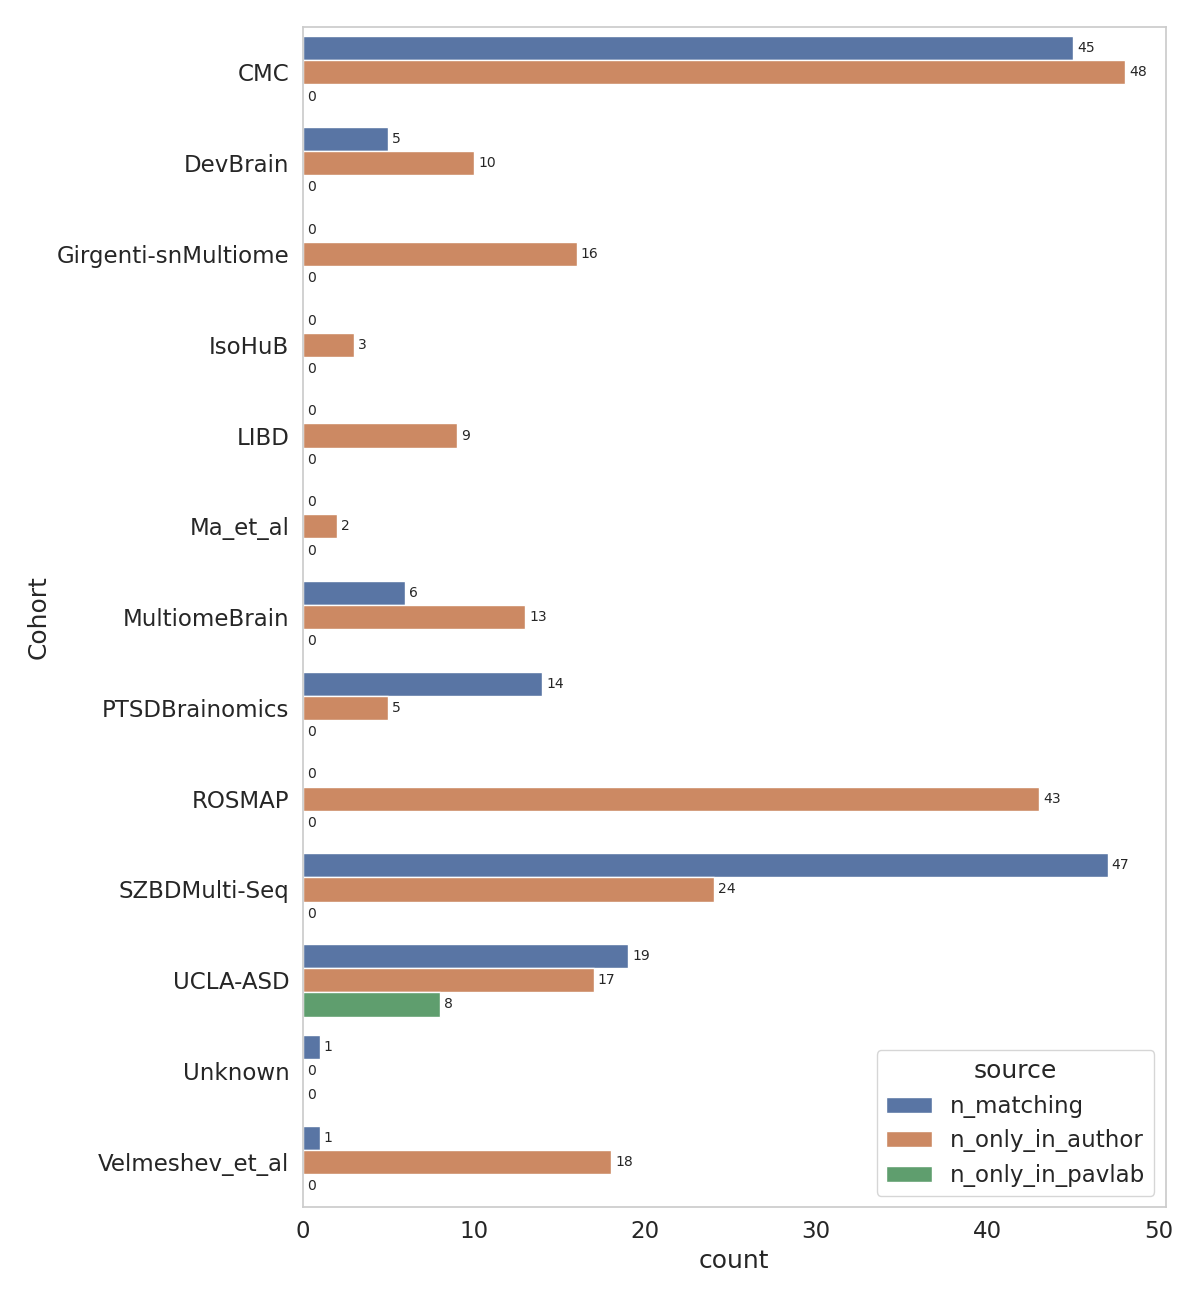 CMC
45
48
0
DevBrain
5
10
0
Girgenti-snMultiome
0
16
0
IsoHuB
0
3
0
LIBD
0
9
0
Ma_et_al
0
2
0
MultiomeBrain
6
13
0
PTSDBrainomics
14
5
0
ROSMAP
0
43
0
SZBDMulti-Seq
47
24
0
UCLA-ASD
19
17
8
Unknown
1
0
0
Velmeshev_et_al
1
18
0
Cohort
source
n_matching
n_only_in_author
n_only_in_pavlab
0 10 20 30 40 50
count